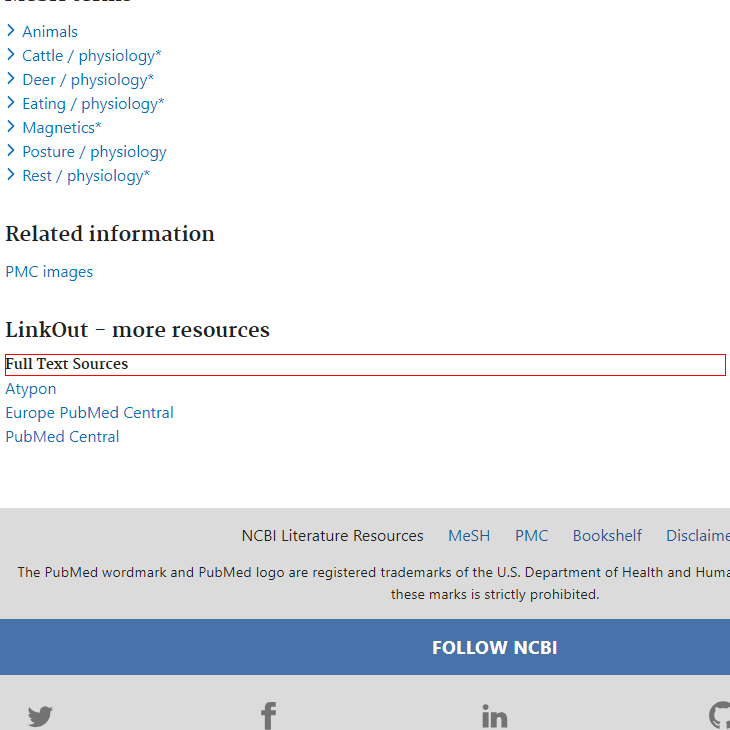 Animals
Cattle / physiology*
Deer / physiology*
Eating / physiology*
Magnetics*
Posture / physiology
Rest / physiology*
Related information
PMC images
LinkOut – more resources
Full Text Sources
Atypon
Europe PubMed Central
PubMed Central
NCBI Literature Resources MeSH PMC Bookshelf Disclaime
The PubMed wordmark and PubMed logo are registered trademarks of the U.S. Department of Health and Huma
these marks is strictly prohibited.
FOLLOW NCBI